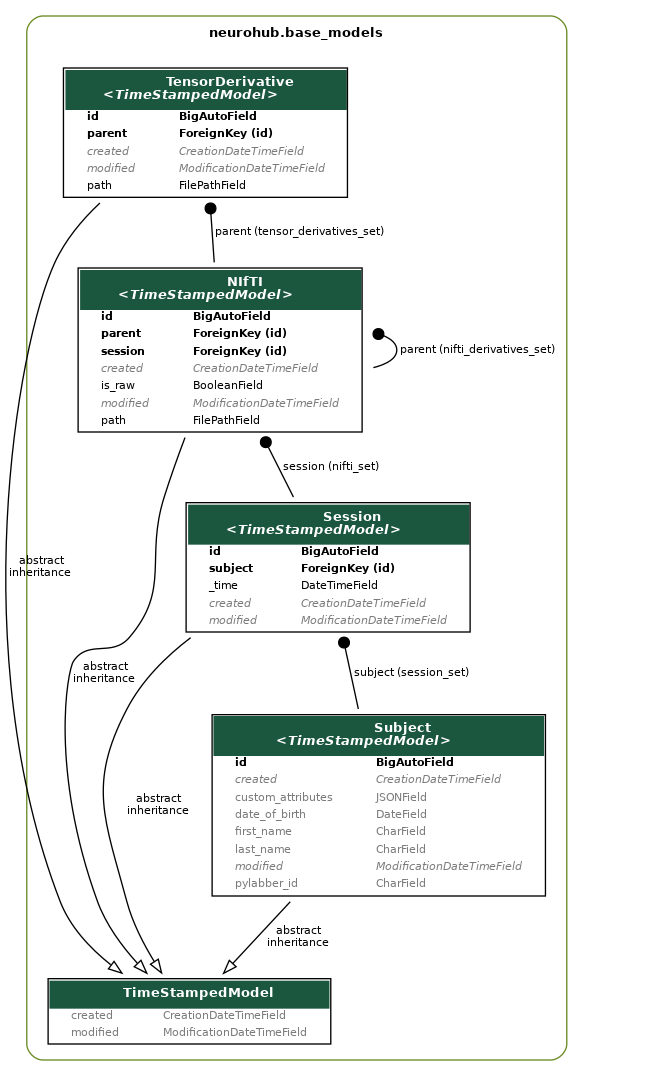 neurohub.base_models
TensorDerivative
<TimeStampedModel>
id BigAutoField
parent ForeignKey (id)
created CreationDateTimeField
modified ModificationDateTimeField
path FilePathField
parent (tensor_derivatives_set)
NIfTI
<TimeStampedModel>
id BigAutoField
parent ForeignKey (id)
session ForeignKey (id)
created CreationDateTimeField
is_raw BooleanField
modified ModificationDateTimeField
path FilePathField
parent (nifti_derivatives_set)
session (nifti_set)
Session
<TimeStampedModel>
id BigAutoField
subject ForeignKey (id)
_time DateTimeField
created CreationDateTimeField
modified ModificationDateTimeField
abstract
inheritance
abstract
inheritance
subject (session_set)
Subject
<TimeStampedModel>
id BigAutoField
created CreationDateTimeField
custom_attributes JSONField
date_of_birth DateField
first_name CharField
last_name CharField
modified ModificationDateTimeField
pylabber_id CharField
abstract
inheritance
abstract
inheritance
TimeStampedModel
created CreationDateTimeField
modified ModificationDateTimeField